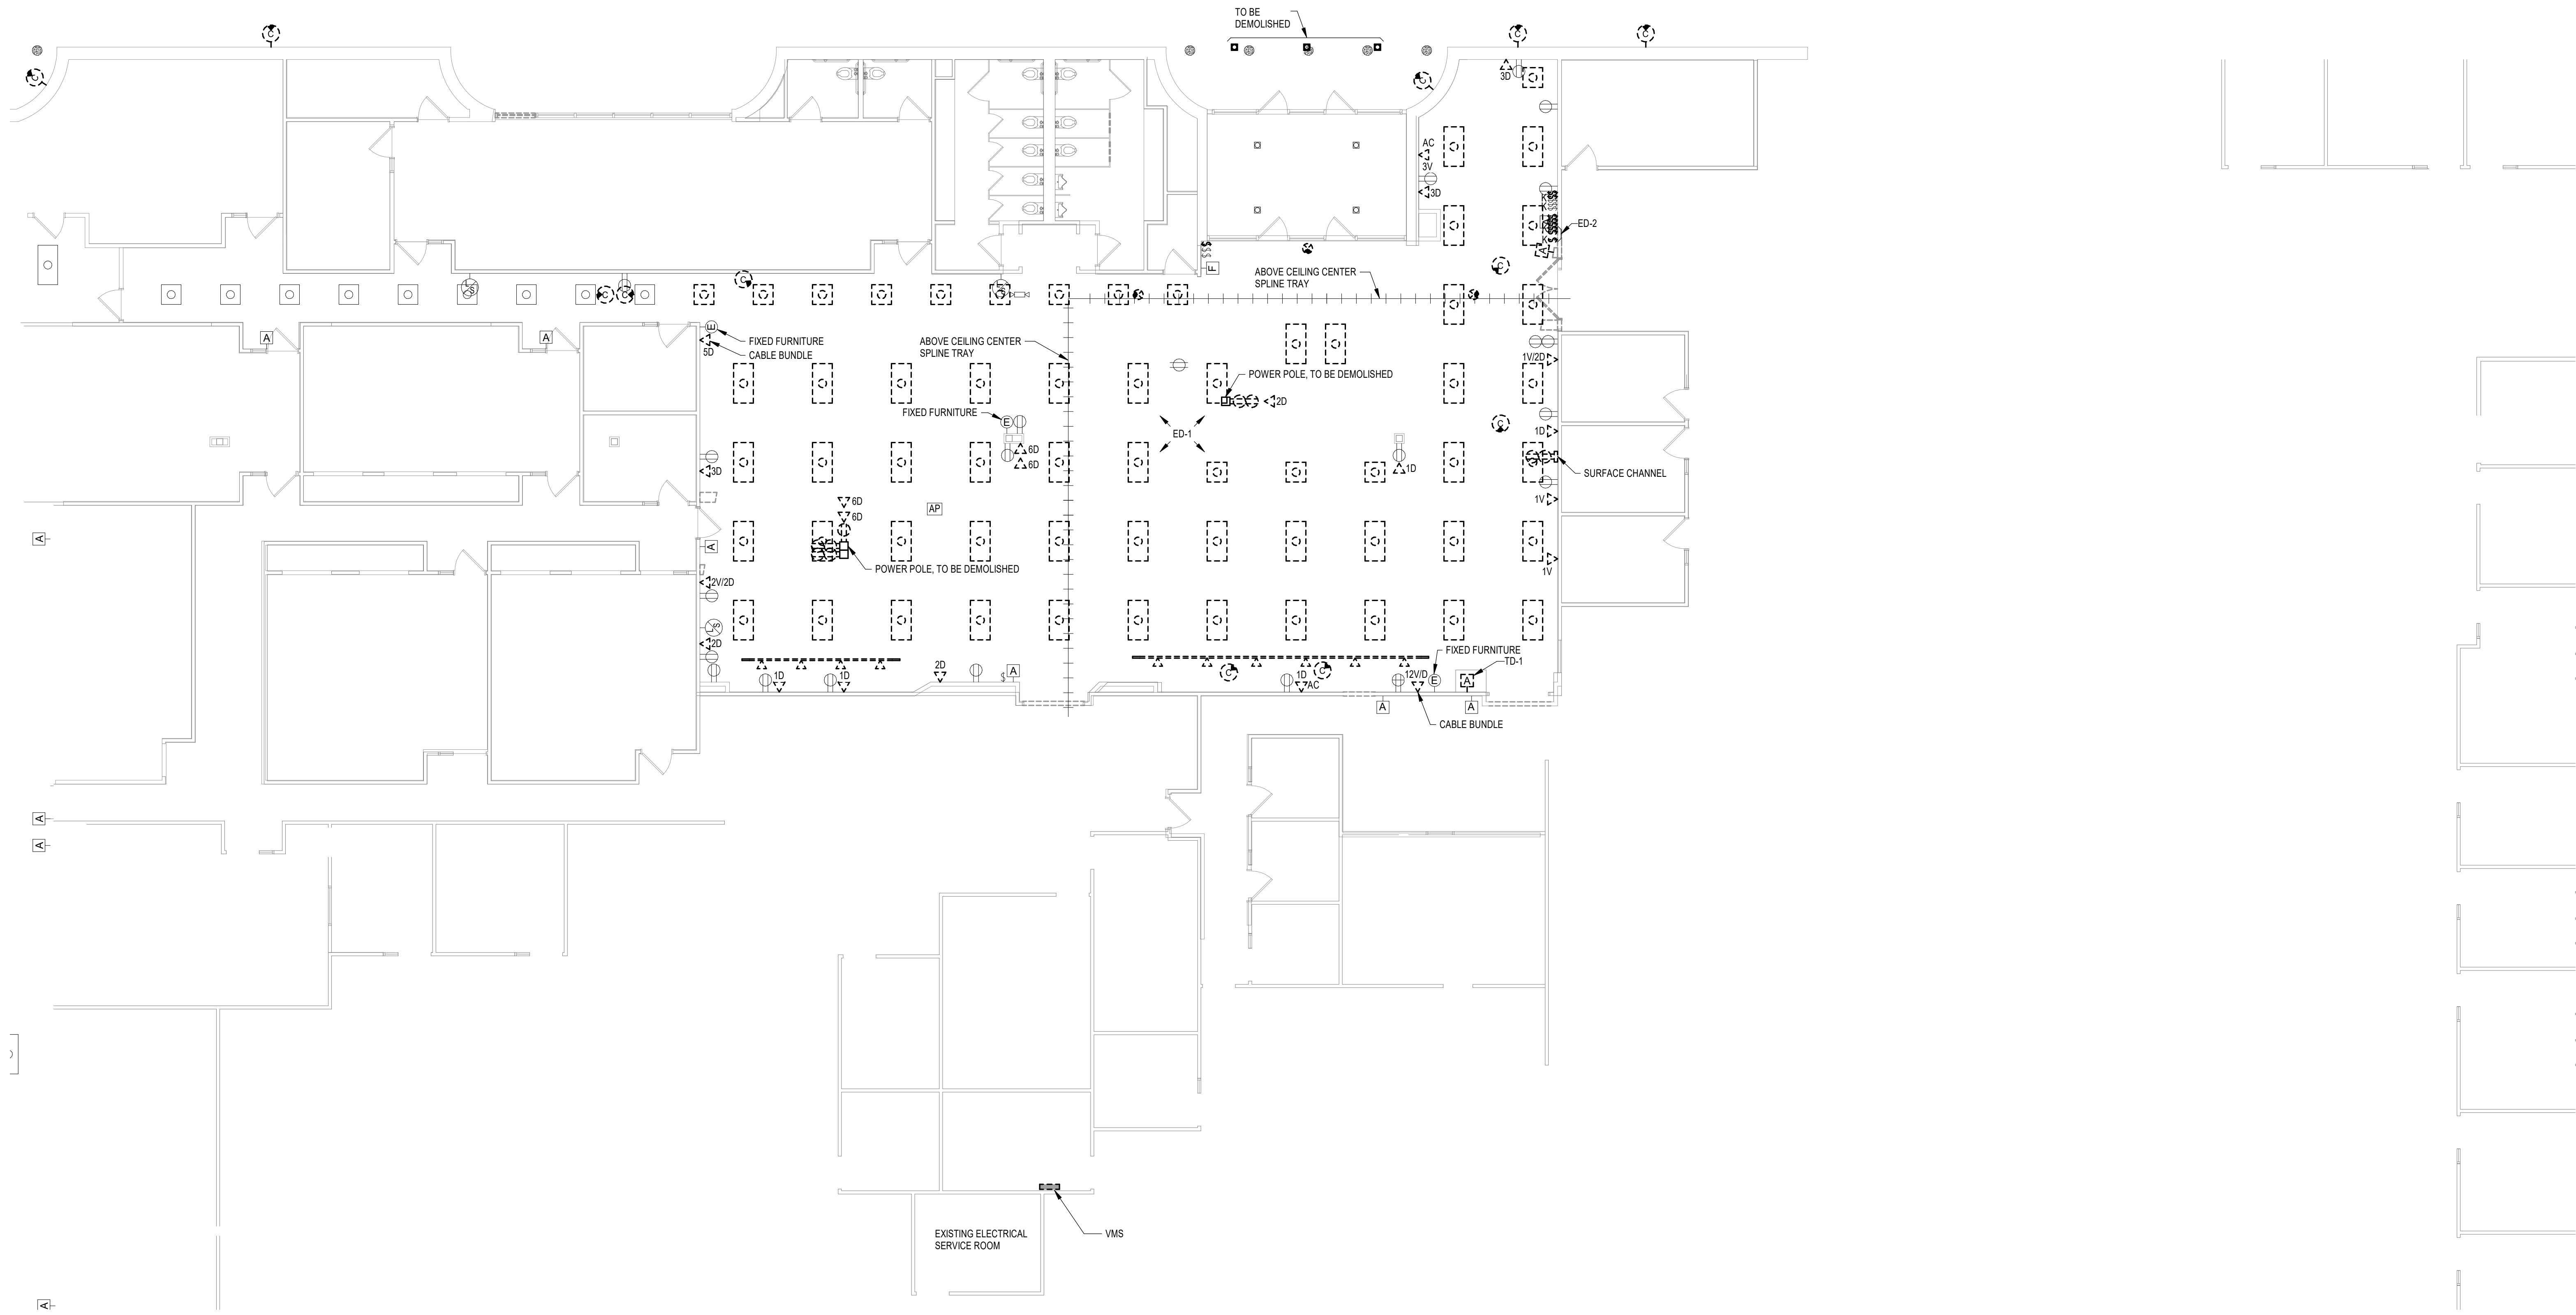 TO BE
DEMOLISHED
C
C
C
C
C
3D
AC
3V
3D
K
K
K
ED-2
A
F
C
L
S
C
C
C
S
ABOVE CEILING CENTER
SPLINE TRAY
A
A
E
FIXED FURNITURE
CABLE BUNDLE
5D
ABOVE CEILING CENTER
SPLINE TRAY
1V/2D
POWER POLE, TO BE DEMOLISHED
2D
FIXED FURNITURE
E
ED-1
C
1D
6D
6D
3D
1D
SURFACE CHANNEL
6D
6D
AP
1V
A
A
POWER POLE, TO BE DEMOLISHED
2V/2D
1V
L
S
2D
FIXED FURNITURE
TD-1
1D
1D
2D
A
C
C
1D
AC
12V/D
E
A
A
A
CABLE BUNDLE
A
A
VMS
EXISTING ELECTRICAL
SERVICE ROOM
A